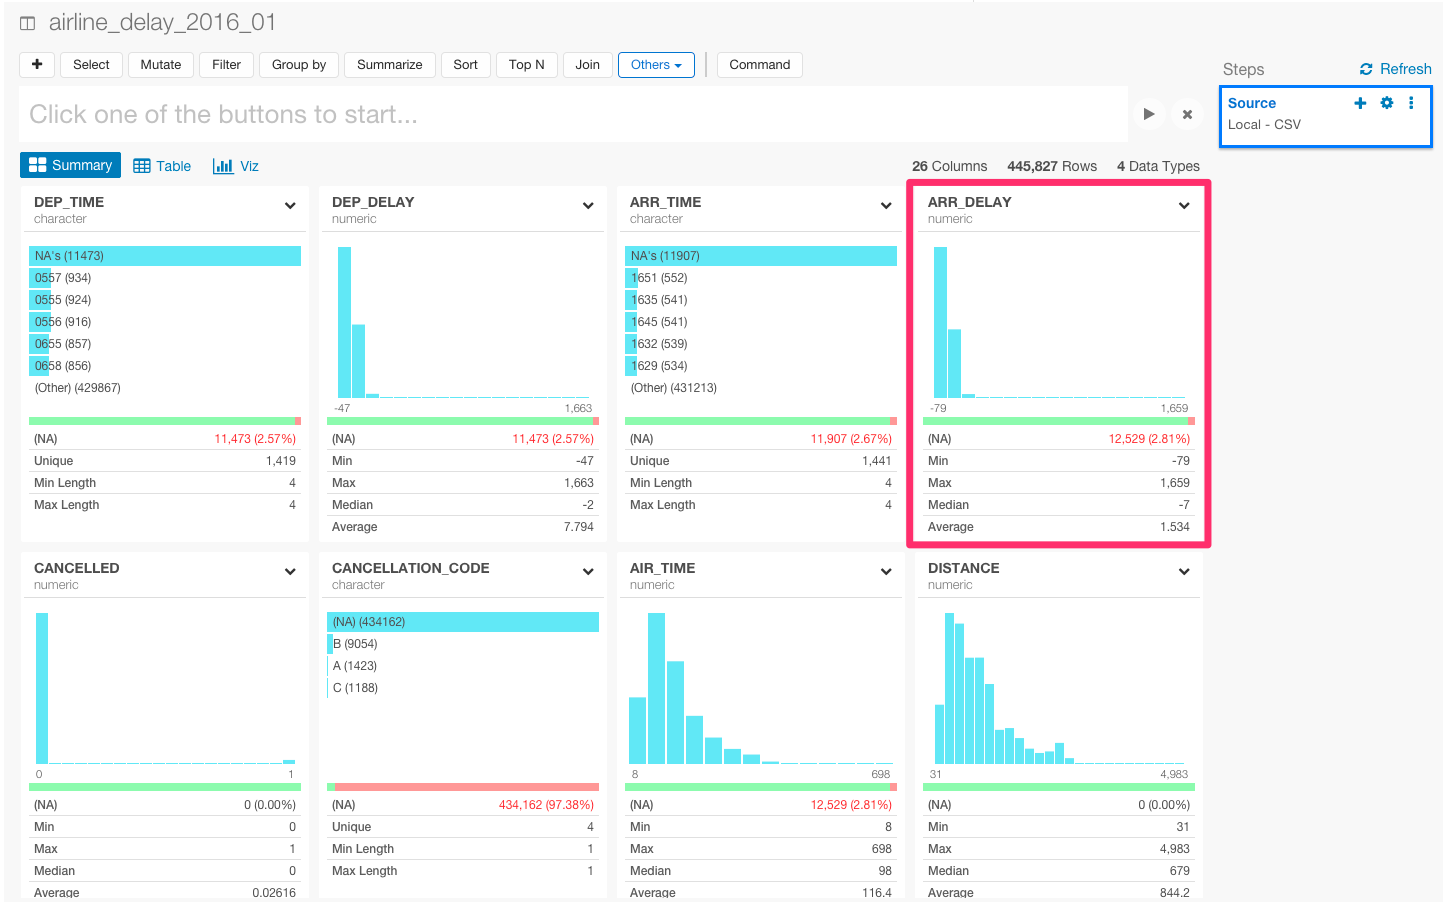 airline_delay_2016_01
+ Select Mutate Filter Group by Summarize Sort Top N Join Others Command
Steps Refresh
Click one of the buttons to start...
Source
Local - CSV
Summary Table Viz 26 Columns 445,827 Rows 4 Data Types
DEP_TIME
character
NA's (11473)
0557 (934)
0555 (924)
0556 (916)
0655 (857)
0658 (856)
(Other) (429867)
(NA) 11,473 (2.57%)
Unique 1,419
Min Length 4
Max Length 4
DEP_DELAY
numeric
-47 1,663
(NA) 11,473 (2.57%)
Min -47
Max 1,663
Median -2
Average 7.794
ARR_TIME
character
NA's (11907)
1651 (552)
1635 (541)
1645 (541)
1632 (539)
1629 (534)
(Other) (431213)
(NA) 11,907 (2.67%)
Unique 1,441
Min Length 4
Max Length 4
ARR_DELAY
numeric
-79 1,659
(NA) 12,529 (2.81%)
Min -79
Max 1,659
Median -7
Average 1.534
CANCELLED
numeric
0 1
(NA) 0 (0.00%)
Min 0
Max 1
Median 0
Average 0.02616
CANCELLATION_CODE
character
(NA) (434162)
B (9054)
A (1423)
C (1188)
(NA) 434,162 (97.38%)
Unique 4
Min Length 1
Max Length 1
AIR_TIME
numeric
8 698
(NA) 12,529 (2.81%)
Min 8
Max 698
Median 98
Average 116.4
DISTANCE
numeric
31 4,983
(NA) 0 (0.00%)
Min 31
Max 4,983
Median 679
Average 844.2